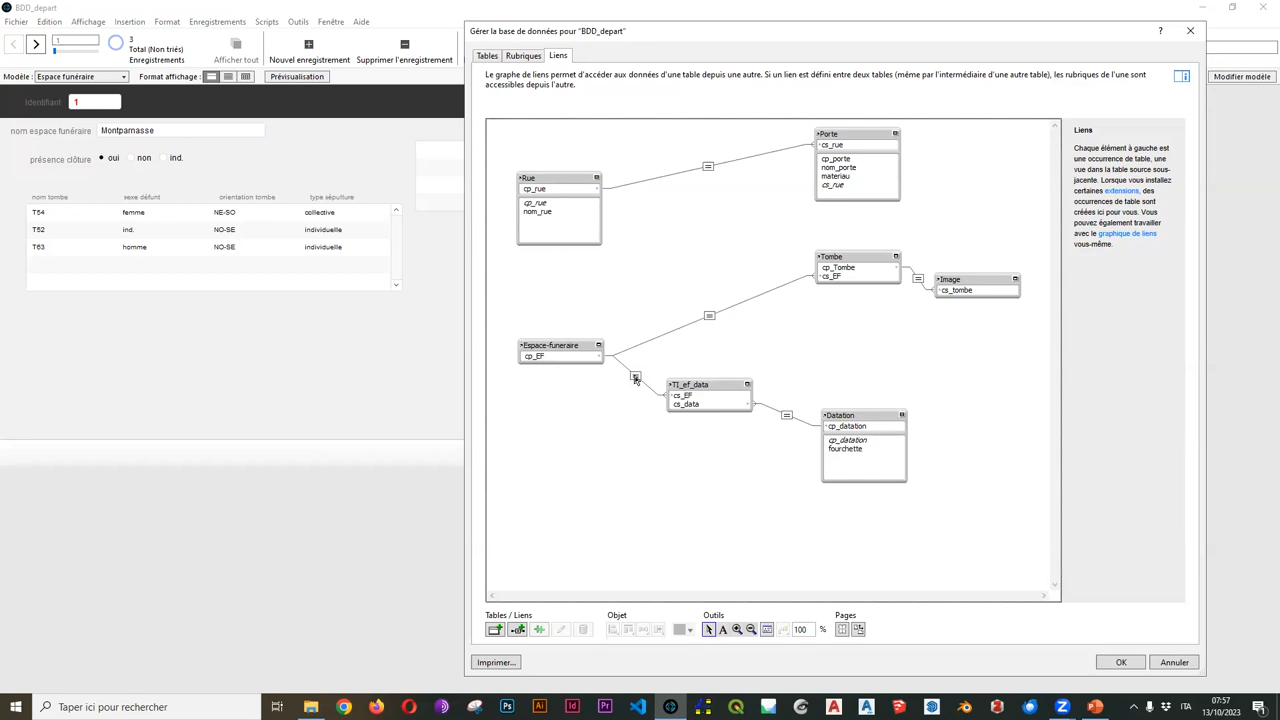 BDD_depart
Fichier Edition Affichage Insertion Format Enregistrements Scripts Outils Fenêtre Aide
1
3
Total (Non triés)
Enregistrements
Afficher tout
Nouvel enregistrement
Supprimer l'enregistrement
Modèle : Espace funéraire
Format affichage :
Prévisualisation
Modifier modèle
Identifiant 1
nom espace funéraire Montparnasse
présence clôture oui non ind.
nom tombe sexe défunt orientation tombe type sépulture
T54 femme NE-SO collective
T52 ind. NO-SE individuelle
T63 homme NO-SE individuelle
Gérer la base de données pour "BDD_depart"
?
Tables Rubriques Liens
Le graphe de liens permet d'accéder aux données d'une table depuis une autre. Si un lien est défini entre deux tables (même par l'intermédiaire d'une autre table), les rubriques de l'une sont
accessibles depuis l'autre.
Porte
cs_rue
cp_porte
nom_porte
materiau
cs_rue
Rue
cp_rue
cp_rue
nom_rue
Tombe
cp_Tombe
cs_EF
Image
cs_tombe
Espace-funeraire
cp_EF
TI_ef_data
cs_EF
cs_data
Datation
cp_datation
cp_datation
fourchette
Liens
Chaque élément à gauche est
une occurrence de table, une
vue dans la table source sous-
jacente. Lorsque vous installez
certaines extensions, des
occurrences de table sont
créées ici pour vous. Vous
pouvez également travailler
avec le graphique de liens
vous-même.
Tables / Liens Objet Outils Pages
A 100 %
Imprimer... OK Annuler
Taper ici pour rechercher
Ps Ai Id Pr
ITA
07:57
13/10/2023